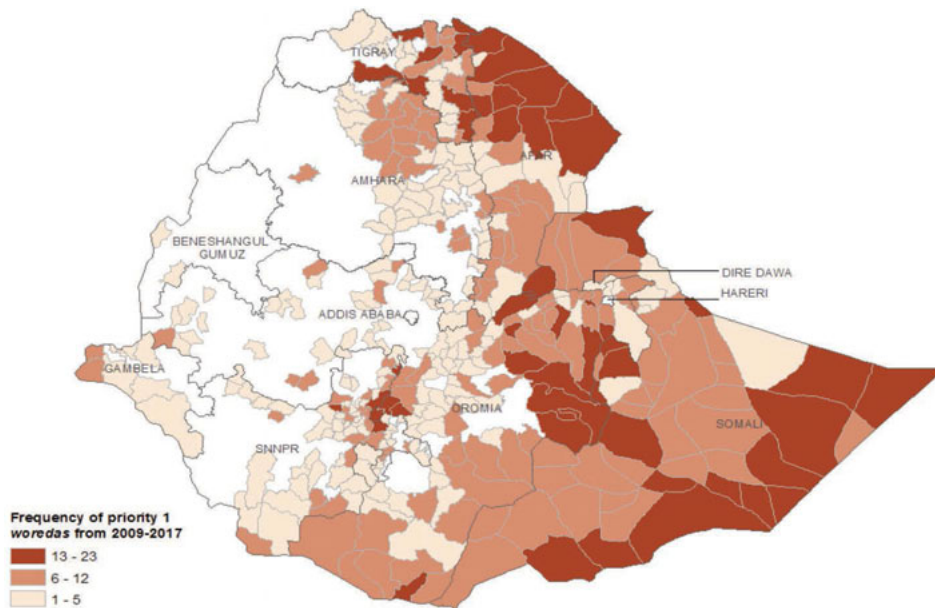 TIGRAY
AFAR
AMHARA
BENESHANGUL
GUMUZ
DIRE DAWA
HARERI
ADDIS ABABA
GAMBELA
OROMIA
SOMALI
SNNPR
Frequency of priority 1
woredas from 2009-2017
13 - 23
6 - 12
1 - 5